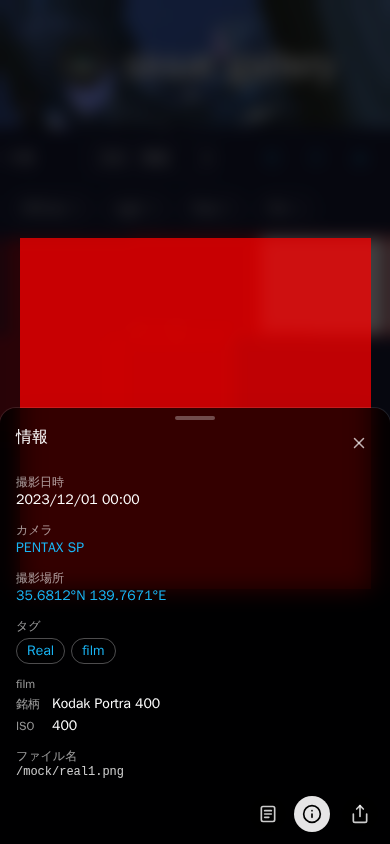 情報
撮影日時
2023/12/01 00:00
カメラ
PENTAX SP
撮影場所
35.6812°N 139.7671°E
タグ
Real film
film
銘柄 Kodak Portra 400
ISO 400
ファイル名
/mock/real1.png